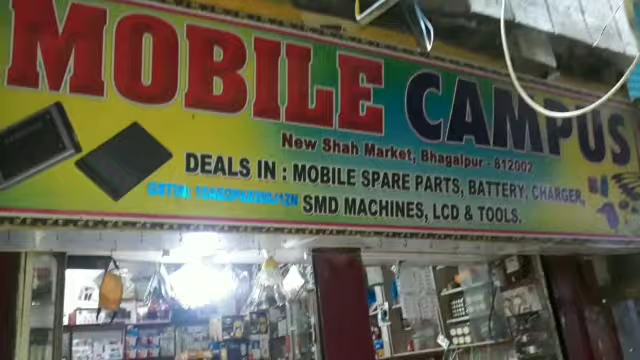 MOBILE CAMPUS
New Shah Market, Bhagalpur - 812002
DEALS IN : MOBILE SPARE PARTS, BATTERY, CHARGER,
SMD MACHINES, LCD & TOOLS.